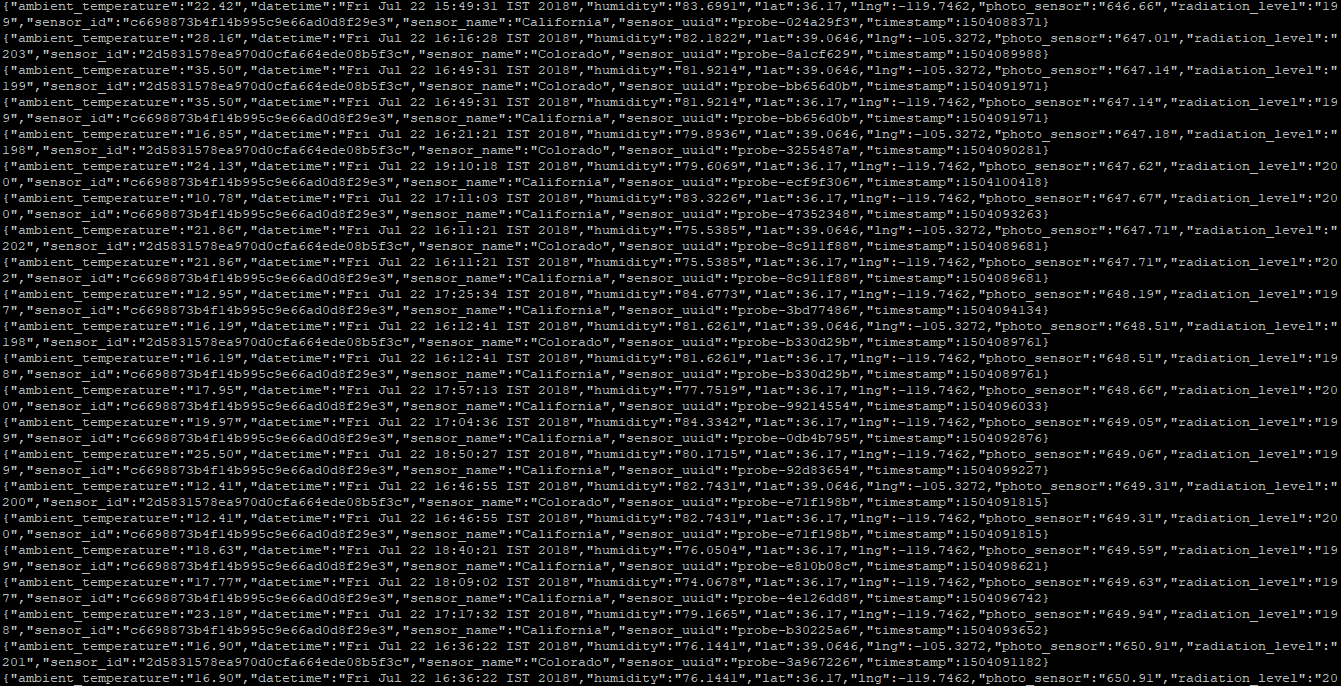 {"ambient_temperature":"22.42","datetime":"Fri Jul 22 15:49:31 IST 2018","humidity":"83.6991","lat":36.17,"lng":-119.7462,"photo_sensor":"646.66","radiation_level":"19
9","sensor_id":"c6698873b4f14b995c9e66ad0d8f29e3","sensor_name":"California","sensor_uuid":"probe-024a29f3","timestamp":1504088371}
{"ambient_temperature":"28.16","datetime":"Fri Jul 22 16:16:28 IST 2018","humidity":"82.1822","lat":39.0646,"lng":-105.3272,"photo_sensor":"647.01","radiation_level":"
203","sensor_id":"2d5831578ea970d0cfa664ede08b5f3c","sensor_name":"Colorado","sensor_uuid":"probe-8a1cf629","timestamp":1504089988}
{"ambient_temperature":"35.50","datetime":"Fri Jul 22 16:49:31 IST 2018","humidity":"81.9214","lat":39.0646,"lng":-105.3272,"photo_sensor":"647.14","radiation_level":"
199","sensor_id":"2d5831578ea970d0cfa664ede08b5f3c","sensor_name":"Colorado","sensor_uuid":"probe-bb656d0b","timestamp":1504091971}
{"ambient_temperature":"35.50","datetime":"Fri Jul 22 16:49:31 IST 2018","humidity":"81.9214","lat":36.17,"lng":-119.7462,"photo_sensor":"647.14","radiation_level":"19
9","sensor_id":"c6698873b4f14b995c9e66ad0d8f29e3","sensor_name":"California","sensor_uuid":"probe-bb656d0b","timestamp":1504091971}
{"ambient_temperature":"16.85","datetime":"Fri Jul 22 16:21:21 IST 2018","humidity":"79.8936","lat":39.0646,"lng":-105.3272,"photo_sensor":"647.18","radiation_level":"
198","sensor_id":"2d5831578ea970d0cfa664ede08b5f3c","sensor_name":"Colorado","sensor_uuid":"probe-3255487a","timestamp":1504090281}
{"ambient_temperature":"24.13","datetime":"Fri Jul 22 19:10:18 IST 2018","humidity":"79.6069","lat":36.17,"lng":-119.7462,"photo_sensor":"647.62","radiation_level":"20
0","sensor_id":"c6698873b4f14b995c9e66ad0d8f29e3","sensor_name":"California","sensor_uuid":"probe-ecf9f306","timestamp":1504100418}
{"ambient_temperature":"10.78","datetime":"Fri Jul 22 17:11:03 IST 2018","humidity":"83.3226","lat":36.17,"lng":-119.7462,"photo_sensor":"647.67","radiation_level":"20
0","sensor_id":"c6698873b4f14b995c9e66ad0d8f29e3","sensor_name":"California","sensor_uuid":"probe-47352348","timestamp":1504093263}
{"ambient_temperature":"21.86","datetime":"Fri Jul 22 16:11:21 IST 2018","humidity":"75.5385","lat":39.0646,"lng":-105.3272,"photo_sensor":"647.71","radiation_level":"
202","sensor_id":"2d5831578ea970d0cfa664ede08b5f3c","sensor_name":"Colorado","sensor_uuid":"probe-8c911f88","timestamp":1504089681}
{"ambient_temperature":"21.86","datetime":"Fri Jul 22 16:11:21 IST 2018","humidity":"75.5385","lat":36.17,"lng":-119.7462,"photo_sensor":"647.71","radiation_level":"20
2","sensor_id":"c6698873b4f14b995c9e66ad0d8f29e3","sensor_name":"California","sensor_uuid":"probe-8c911f88","timestamp":1504089681}
{"ambient_temperature":"12.95","datetime":"Fri Jul 22 17:25:34 IST 2018","humidity":"84.6773","lat":36.17,"lng":-119.7462,"photo_sensor":"648.19","radiation_level":"19
7","sensor_id":"c6698873b4f14b995c9e66ad0d8f29e3","sensor_name":"California","sensor_uuid":"probe-3bd77486","timestamp":1504094134}
{"ambient_temperature":"16.19","datetime":"Fri Jul 22 16:12:41 IST 2018","humidity":"81.6261","lat":39.0646,"lng":-105.3272,"photo_sensor":"648.51","radiation_level":"
198","sensor_id":"2d5831578ea970d0cfa664ede08b5f3c","sensor_name":"Colorado","sensor_uuid":"probe-b330d29b","timestamp":1504089761}
{"ambient_temperature":"16.19","datetime":"Fri Jul 22 16:12:41 IST 2018","humidity":"81.6261","lat":36.17,"lng":-119.7462,"photo_sensor":"648.51","radiation_level":"19
8","sensor_id":"c6698873b4f14b995c9e66ad0d8f29e3","sensor_name":"California","sensor_uuid":"probe-b330d29b","timestamp":1504089761}
{"ambient_temperature":"17.95","datetime":"Fri Jul 22 17:57:13 IST 2018","humidity":"77.7519","lat":36.17,"lng":-119.7462,"photo_sensor":"648.66","radiation_level":"20
0","sensor_id":"c6698873b4f14b995c9e66ad0d8f29e3","sensor_name":"California","sensor_uuid":"probe-99214554","timestamp":1504096033}
{"ambient_temperature":"19.97","datetime":"Fri Jul 22 17:04:36 IST 2018","humidity":"84.3342","lat":36.17,"lng":-119.7462,"photo_sensor":"649.05","radiation_level":"19
9","sensor_id":"c6698873b4f14b995c9e66ad0d8f29e3","sensor_name":"California","sensor_uuid":"probe-0db4b795","timestamp":1504092876}
{"ambient_temperature":"25.50","datetime":"Fri Jul 22 18:50:27 IST 2018","humidity":"80.1715","lat":36.17,"lng":-119.7462,"photo_sensor":"649.06","radiation_level":"19
9","sensor_id":"c6698873b4f14b995c9e66ad0d8f29e3","sensor_name":"California","sensor_uuid":"probe-92d83654","timestamp":1504099227}
{"ambient_temperature":"12.41","datetime":"Fri Jul 22 16:46:55 IST 2018","humidity":"82.7431","lat":39.0646,"lng":-105.3272,"photo_sensor":"649.31","radiation_level":"
200","sensor_id":"2d5831578ea970d0cfa664ede08b5f3c","sensor_name":"Colorado","sensor_uuid":"probe-e71f198b","timestamp":1504091815}
{"ambient_temperature":"12.41","datetime":"Fri Jul 22 16:46:55 IST 2018","humidity":"82.7431","lat":36.17,"lng":-119.7462,"photo_sensor":"649.31","radiation_level":"20
0","sensor_id":"c6698873b4f14b995c9e66ad0d8f29e3","sensor_name":"California","sensor_uuid":"probe-e71f198b","timestamp":1504091815}
{"ambient_temperature":"18.63","datetime":"Fri Jul 22 18:40:21 IST 2018","humidity":"76.0504","lat":36.17,"lng":-119.7462,"photo_sensor":"649.59","radiation_level":"19
9","sensor_id":"c6698873b4f14b995c9e66ad0d8f29e3","sensor_name":"California","sensor_uuid":"probe-e810b08c","timestamp":1504098621}
{"ambient_temperature":"17.77","datetime":"Fri Jul 22 18:09:02 IST 2018","humidity":"74.0678","lat":36.17,"lng":-119.7462,"photo_sensor":"649.63","radiation_level":"19
7","sensor_id":"c6698873b4f14b995c9e66ad0d8f29e3","sensor_name":"California","sensor_uuid":"probe-4e126dd8","timestamp":1504096742}
{"ambient_temperature":"23.18","datetime":"Fri Jul 22 17:17:32 IST 2018","humidity":"79.1665","lat":36.17,"lng":-119.7462,"photo_sensor":"649.94","radiation_level":"19
8","sensor_id":"c6698873b4f14b995c9e66ad0d8f29e3","sensor_name":"California","sensor_uuid":"probe-b30225a6","timestamp":1504093652}
{"ambient_temperature":"16.90","datetime":"Fri Jul 22 16:36:22 IST 2018","humidity":"76.1441","lat":39.0646,"lng":-105.3272,"photo_sensor":"650.91","radiation_level":"
201","sensor_id":"2d5831578ea970d0cfa664ede08b5f3c","sensor_name":"Colorado","sensor_uuid":"probe-3a967226","timestamp":1504091182}
{"ambient_temperature":"16.90","datetime":"Fri Jul 22 16:36:22 IST 2018","humidity":"76.1441","lat":36.17,"lng":-119.7462,"photo_sensor":"650.91","radiation_level":"20